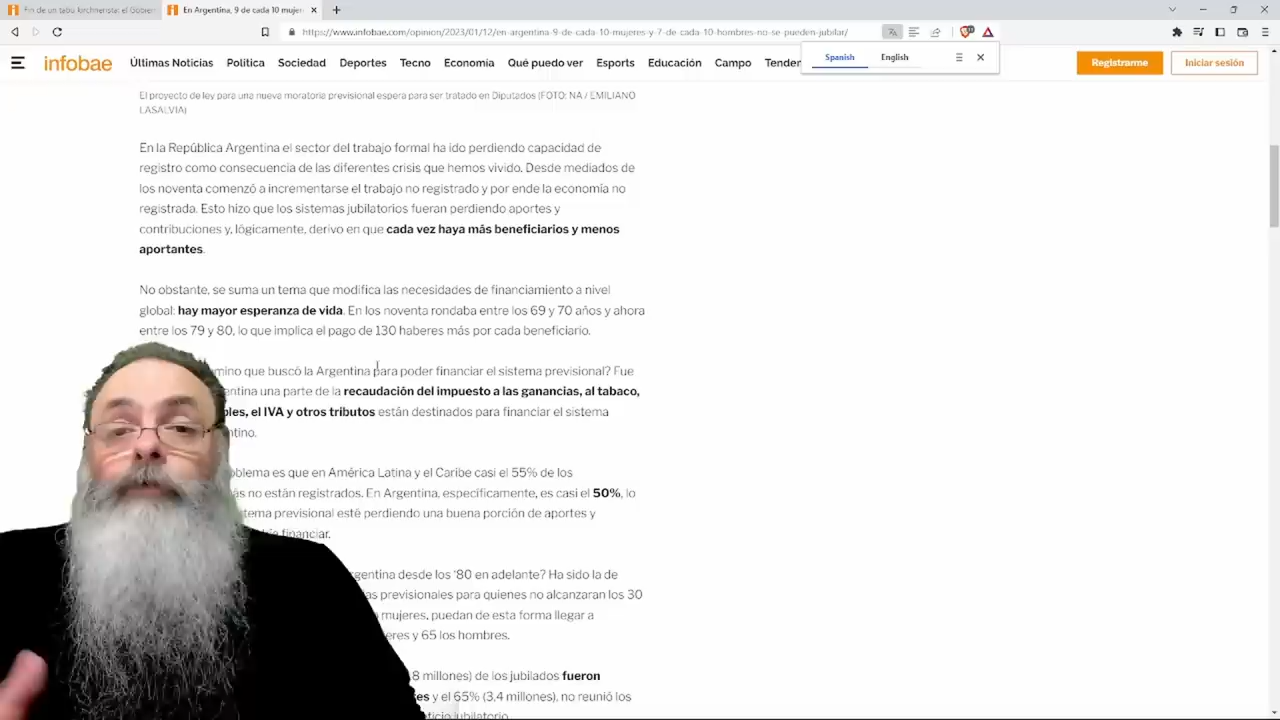 Fin de un tabú kirchnerista: el Gobiern
En Argentina, 9 de cada 10 mujer
https://www.infobae.com/opinion/2023/01/12/en-argentina-9-de-cada-10-mujeres-y-7-de-cada-10-hombres-no-se-pueden-jubilar/
Spanish English
infobae
Últimas Noticias Política Sociedad Deportes Tecno Economía Qué puedo ver Esports Educación Campo Tenden
Registrarme Iniciar sesión
El proyecto de ley para una nueva moratoria previsional espera para ser tratado en Diputados (FOTO: NA / EMILIANO
LASALVIA)
En la República Argentina el sector del trabajo formal ha ido perdiendo capacidad de
registro como consecuencia de las diferentes crisis que hemos vivido. Desde mediados de
los noventa comenzó a incrementarse el trabajo no registrado y por ende la economía no
registrada. Esto hizo que los sistemas jubilatorios fueran perdiendo aportes y
contribuciones y, lógicamente, derivo en que cada vez haya más beneficiarios y menos
aportantes.
No obstante, se suma un tema que modifica las necesidades de financiamiento a nivel
global: hay mayor esperanza de vida. En los noventa rondaba entre los 69 y 70 años y ahora
entre los 79 y 80, lo que implica el pago de 130 haberes más por cada beneficiario.
mino que buscó la Argentina para poder financiar el sistema previsional? Fue
entina una parte de la recaudación del impuesto a las ganancias, al tabaco,
les, el IVA y otros tributos están destinados para financiar el sistema
ntino.
oblema es que en América Latina y el Caribe casi el 55% de los
ás no están registrados. En Argentina, específicamente, es casi el 50%, lo
tema previsional esté perdiendo una buena porción de aportes y
financiar.
rgentina desde los '80 en adelante? Ha sido la de
as previsionales para quienes no alcanzaran los 30
mujeres, puedan de esta forma llegar a
eres y 65 los hombres.
,8 millones) de los jubilados fueron
es y el 65% (3,4 millones), no reunió los
eficio jubilatorio.